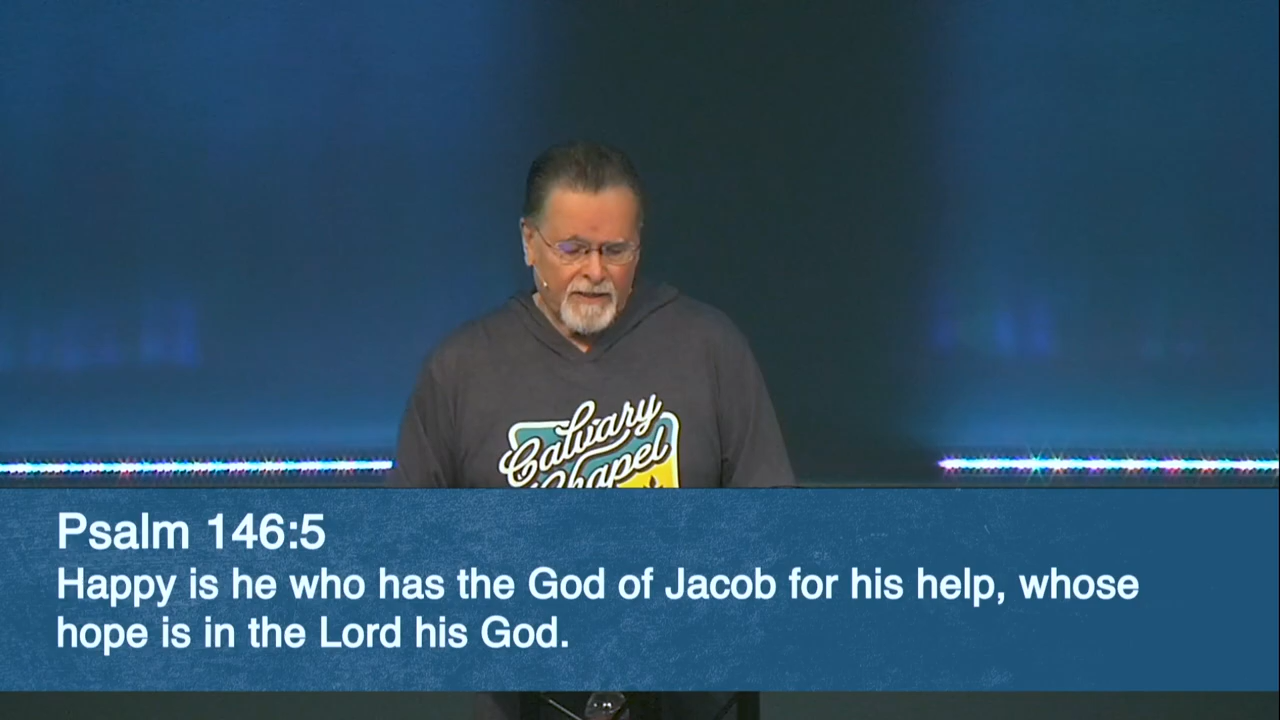 Calvary
Chapel
Psalm 146:5
Happy is he who has the God of Jacob for his help, whose
hope is in the Lord his God.